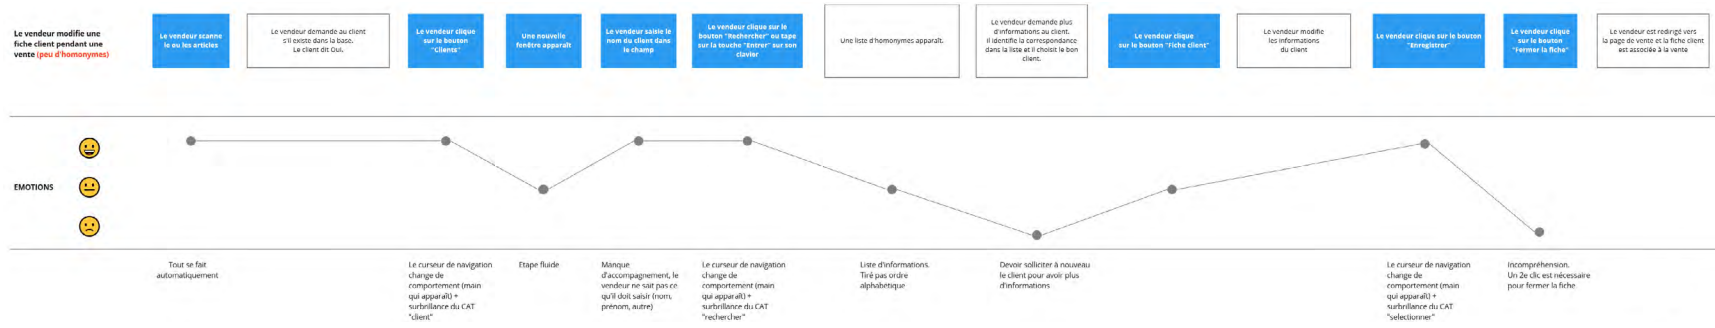 Le vendeur modifie une
fiche client pendant une
vente (peu d'homonymes)
Le vendeur scanne
le ou les articles
Le vendeur demande au client
s'il existe dans la base.
Le client dit Oui.
Le vendeur clique
sur le bouton
"Clients"
Une nouvelle
fenêtre apparaît
Le vendeur saisie le
nom du client dans
le champ
Le vendeur clique sur le
bouton "Rechercher" ou tape
sur la touche "Entrer" sur son
clavier
Une liste d'homonymes apparaît.
Le vendeur demande plus
d'informations au client.
Il identifie la correspondance
dans la liste et il choisit le bon
client.
Le vendeur clique
sur le bouton "Fiche client"
Le vendeur modifie
les informations
du client
Le vendeur clique sur le bouton
"Enregistrer"
Le vendeur clique
sur le bouton
"Fermer la fiche"
Le vendeur est redirigé vers
la page de vente et la fiche client
est associée à la vente
EMOTIONS
Tout se fait
automatiquement
Le curseur de navigation
change de
comportement (main
qui apparaît) +
surbrillance du CAT
"client"
Etape fluide
Manque
d'accompagnement, le
vendeur ne sait pas ce
qu'il doit saisir (nom,
prénom, autre)
Le curseur de navigation
change de
comportement (main
qui apparaît) +
surbrillance du CAT
"rechercher"
Liste d'informations.
Tiré pas ordre
alphabétique
Devoir solliciter à nouveau
le client pour avoir plus
d'informations
Le curseur de navigation
change de
comportement (main
qui apparaît) +
surbrillance du CAT
"selectionner"
Incompréhension.
Un 2e clic est nécessaire
pour fermer la fiche